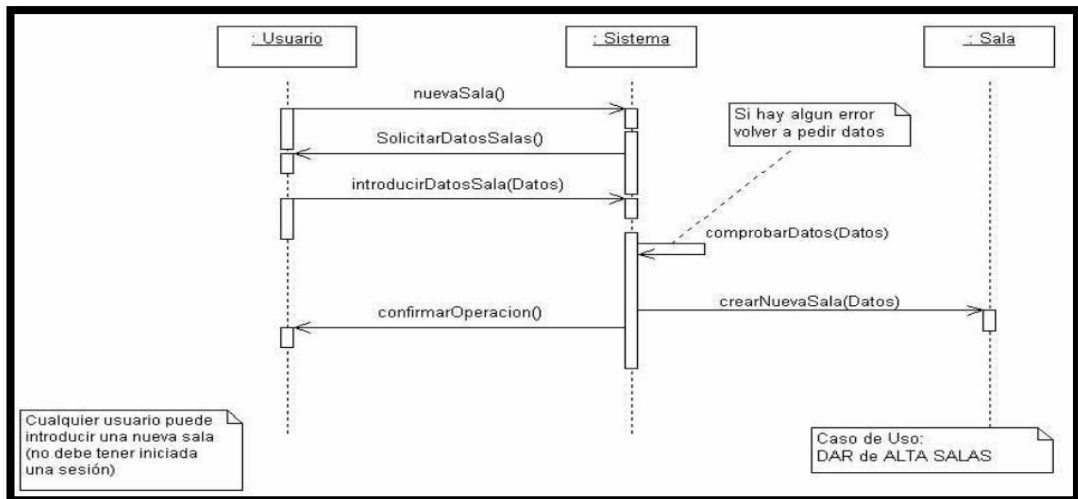 : Usuario
: Sistema
: Sala
nuevaSala()
Si hay algun error
volver a pedir datos
SolicitarDatosSalas()
introducirDatosSala(Datos)
comprobarDatos(Datos)
crearNuevaSala(Datos)
confirmarOperacion()
Cualquier usuario puede
introducir una nueva sala
(no debe tener iniciada
una sesión)
Caso de Uso:
DAR de ALTA SALAS